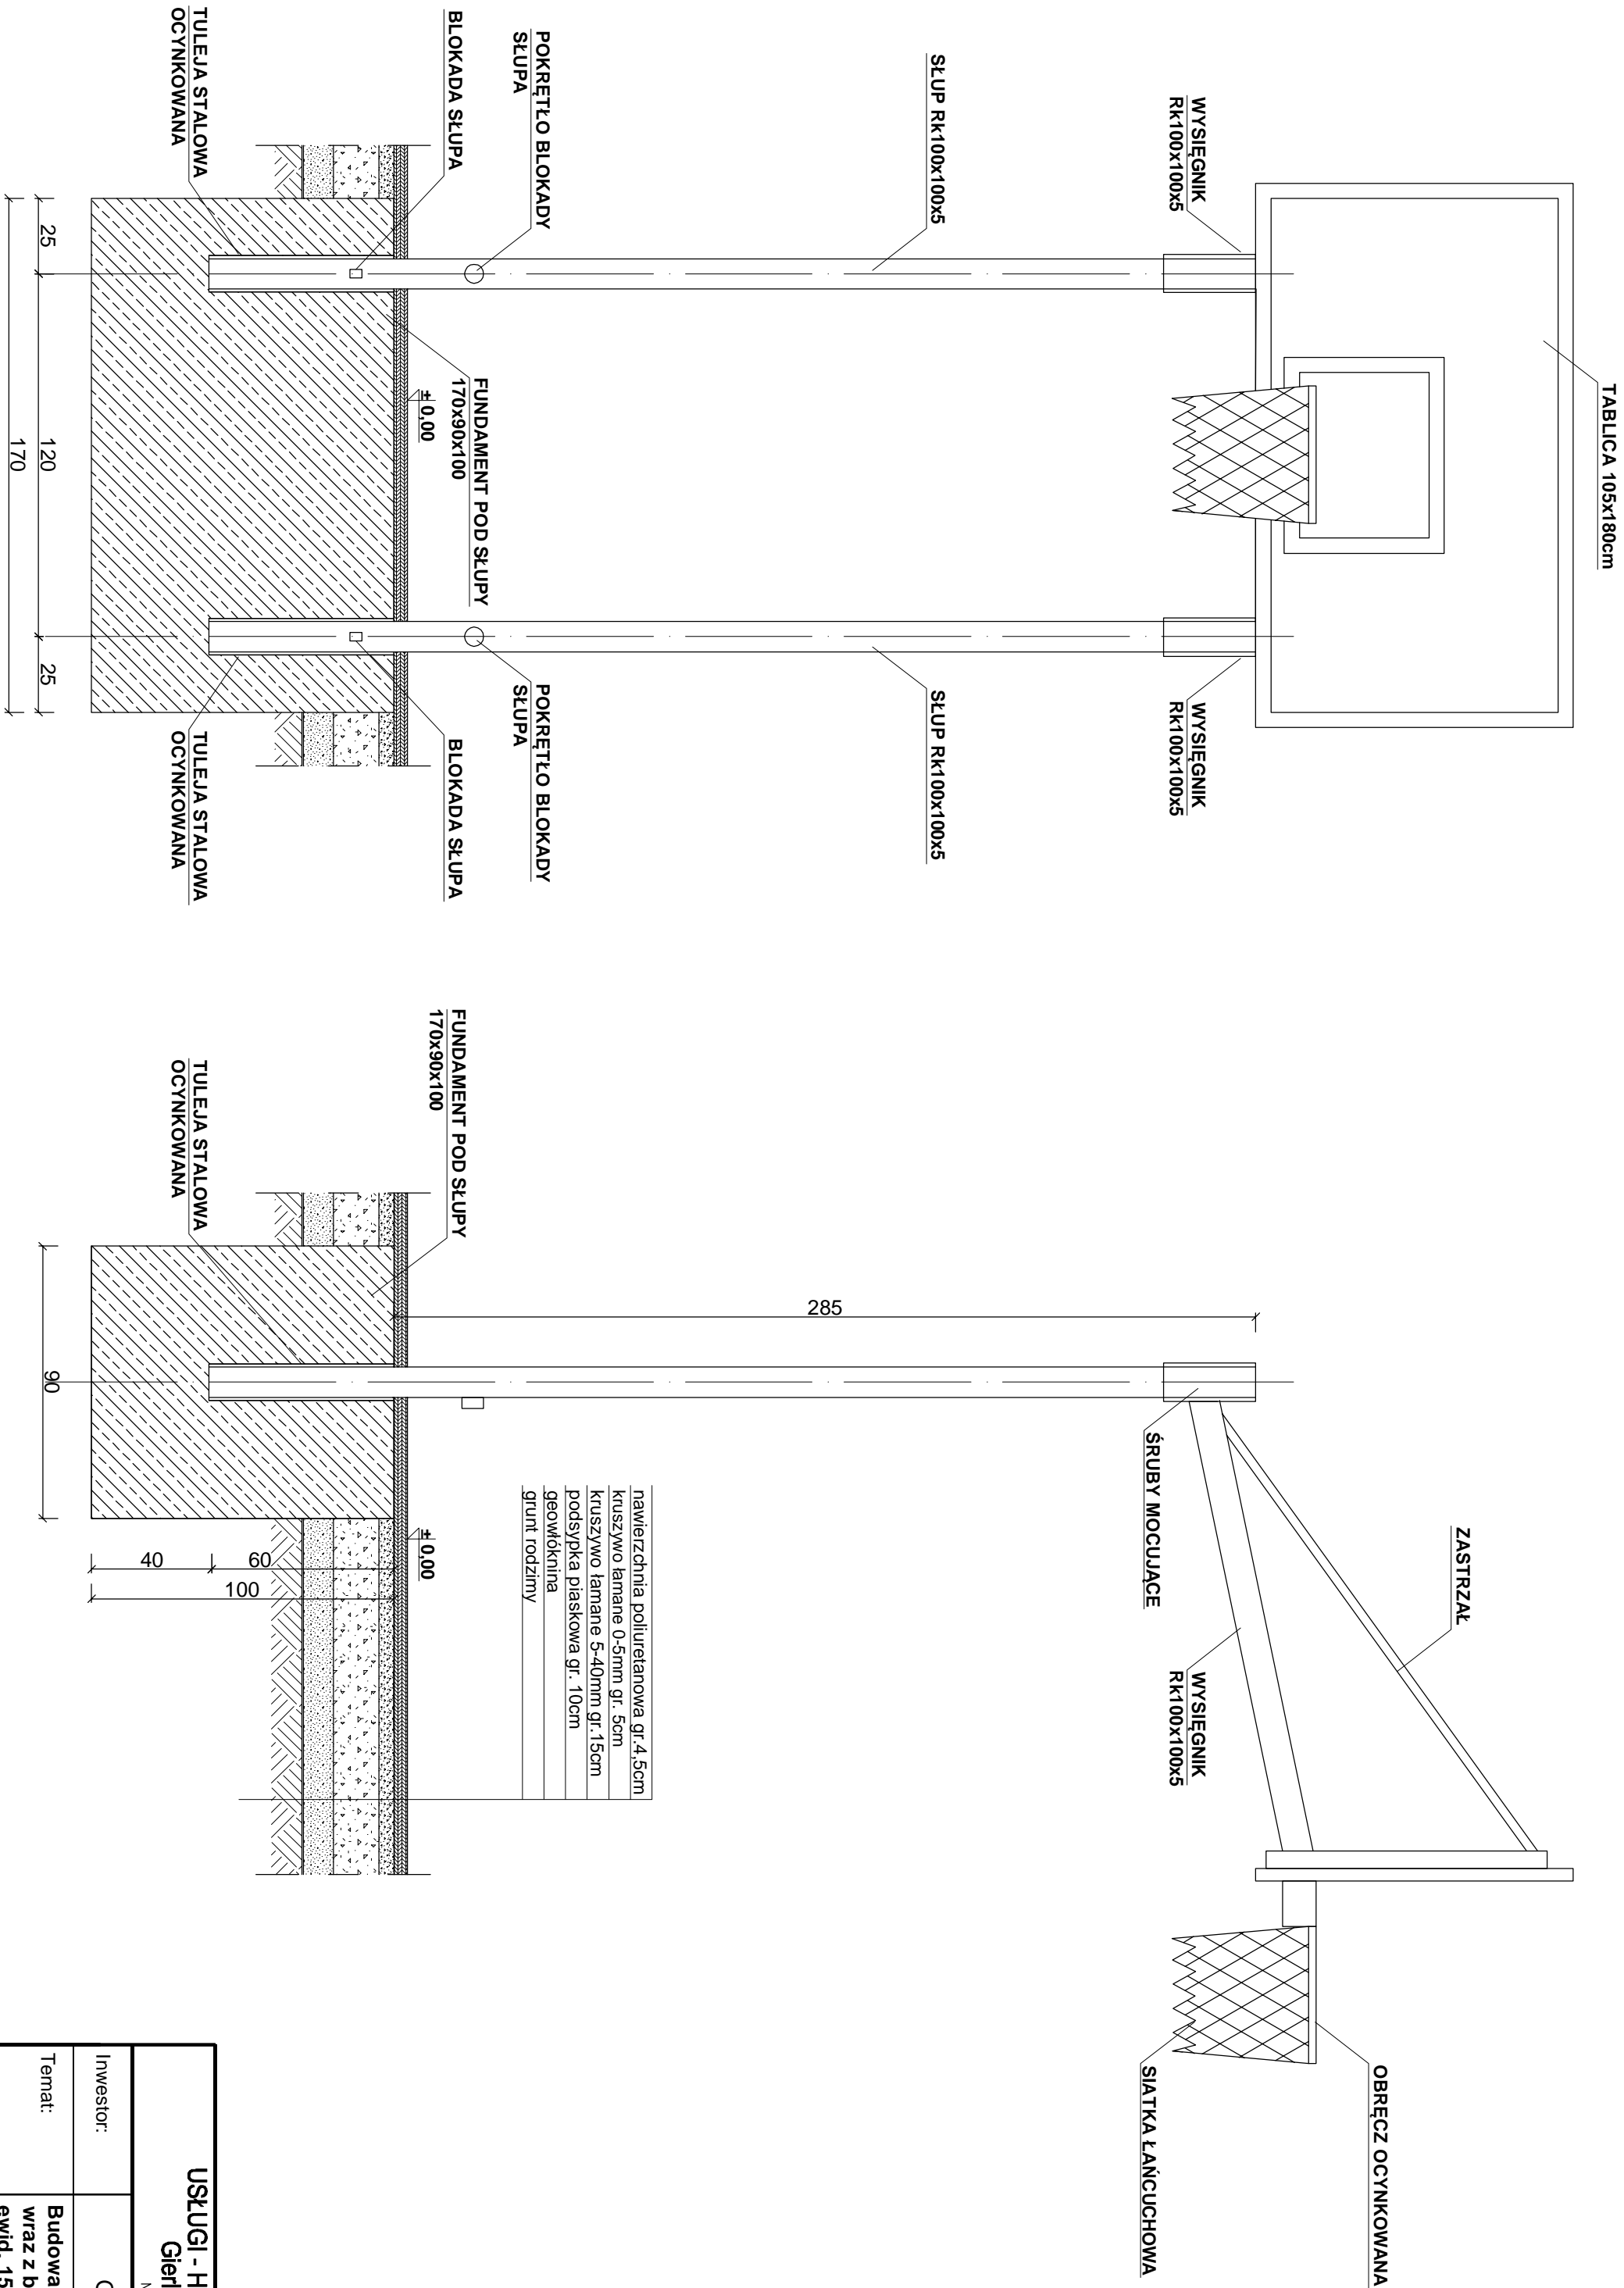 TABLICA 105x180cm
WYSIĘGNIK
Rk100x100x5
WYSIĘGNIK
Rk100x100x5
SŁUP Rk100x100x5
SŁUP Rk100x100x5
POKRĘTŁO BLOKADY
SŁUPA
POKRĘTŁO BLOKADY
SŁUPA
BLOKADA SŁUPA
BLOKADA SŁUPA
FUNDAMENT POD SŁUPY
170x90x100
± 0,00
TULEJA STALOWA
OCYNKOWANA
TULEJA STALOWA
OCYNKOWANA
25
120
25
170
ZASTRZAŁ
OBRĘCZ OCYNKOWANA
WYSIĘGNIK
Rk100x100x5
ŚRUBY MOCUJĄCE
SIATKA ŁAŃCUCHOWA
285
nawierzchnia poliuretanowa gr.4,5cm
kruszywo łamane 0-5mm gr. 5cm
kruszywo łamane 5-40mm gr.15cm
podsypka piaskowa gr. 10cm
geowłóknina
grunt rodzimy
FUNDAMENT POD SŁUPY
170x90x100
± 0,00
TULEJA STALOWA
OCYNKOWANA
60
40
100
90
USŁUGI - H
Inwestor:
Temat:
Budowa
wraz z b
ewid. 15